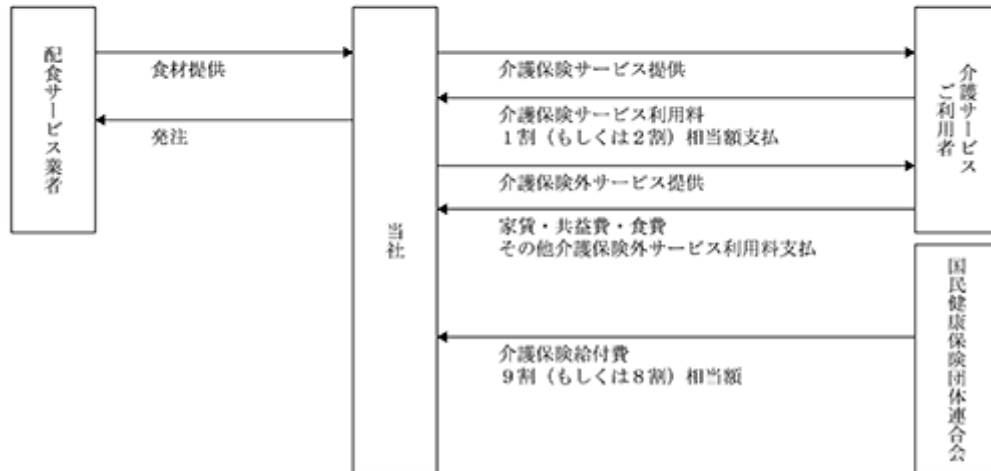 配食サービス業者
食材提供
発注
当社
介護保険サービス提供
介護保険サービス利用料
1割（もしくは2割）相当額支払
介護保険外サービス提供
家賃・共益費・食費
その他介護保険外サービス利用料支払
介護保険給付費
9割（もしくは8割）相当額
介護サービス
ご利用者
国民健康保険団体連合会